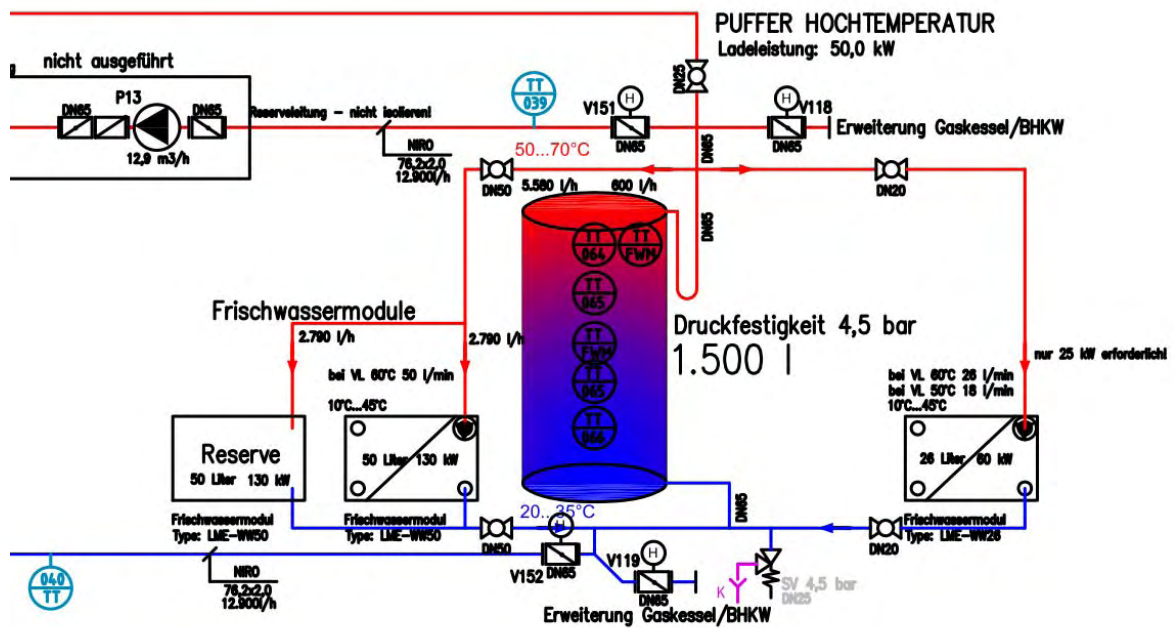 PUFFER HOCHTEMPERATUR
Ladeleistung: 50,0 kW
nicht ausgeführt
P13
DN65
DN65
12,9 m3/h
Reserveleitung - nicht isolieren!
NIRO
76,2x2,0
12.900l/h
TT
039
V151
H
DN65
DN25
H
V118
DN65
Erweiterung Gaskessel/BHKW
DN65
50...70°C
DN50
5.580 l/h
600 l/h
DN20
DN65
TT
064
TT
FWM
TT
065
TT
FWM
TT
065
TT
066
Frischwassermodule
2.790 l/h
2.790 l/h
Druckfestigkeit 4,5 bar
1.500 l
nur 25 kW erforderlich!
bei VL 60°C 50 l/min
10°C...45°C
bei VL 60°C 26 l/min
bei VL 50°C 18 l/min
10°C...45°C
Reserve
50 Liter 130 kW
50 Liter 130 kW
26 Liter 60 kW
20...35°C
DN65
Frischwassermodul
Type: LME-WW50
Frischwassermodul
Type: LME-WW50
DN50
H
DN20
Frischwassermodul
Type: LME-WW26
040
TT
NIRO
76,2x2,0
12.900l/h
V152
DN65
V119
H
DN65
K
SV 4,5 bar
DN25
Erweiterung Gaskessel/BHKW